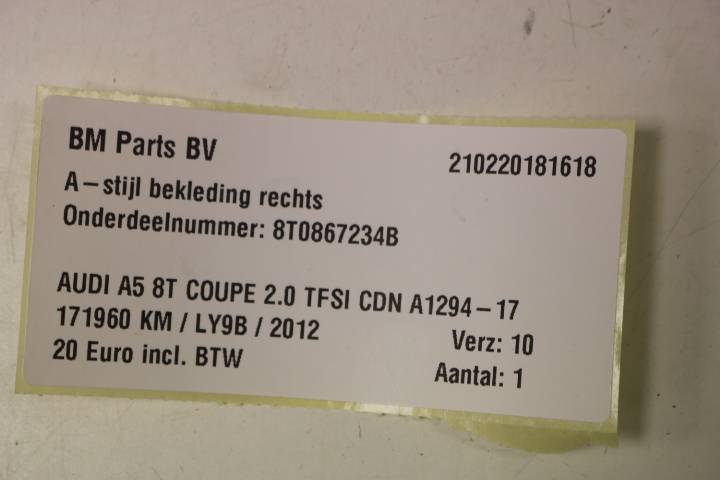 BM Parts BV 210220181618
A-stijl bekleding rechts
Onderdeelnummer: 8T0867234B
AUDI A5 8T COUPE 2.0 TFSI CDN A1294-17
171960 KM / LY9B / 2012 Verz: 10
20 Euro incl. BTW Aantal: 1